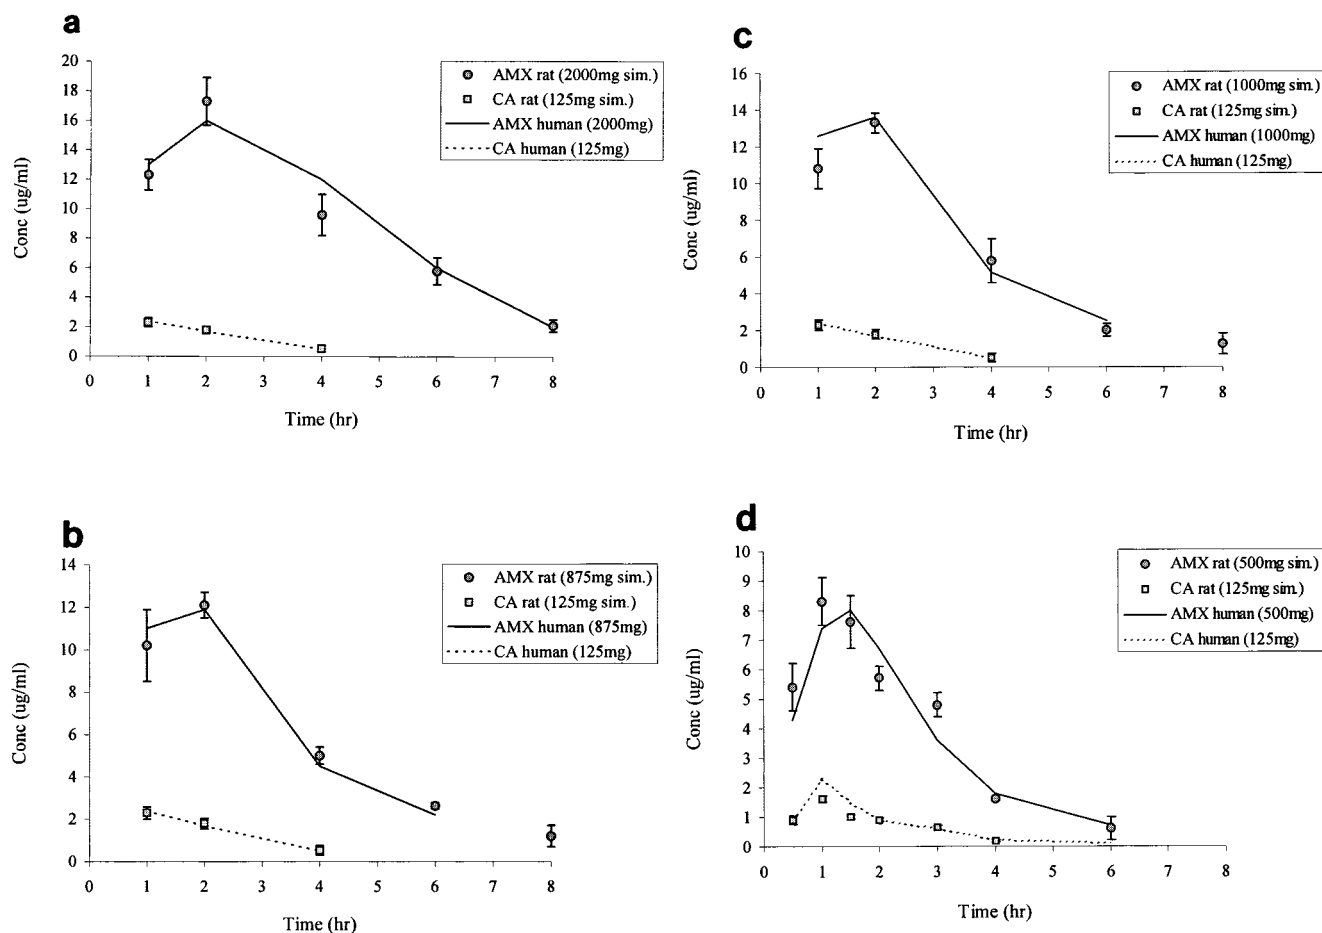 a
20
18
16
14
12
10
8
6
4
2
0
Conc (ug/ml)
0 1 2 3 4 5 6 7 8
Time (hr)
AMX rat (2000mg sim.)
CA rat (125mg sim.)
AMX human (2000mg)
CA human (125mg)
c
16
14
12
10
8
6
4
2
0
Conc (ug/ml)
0 1 2 3 4 5 6 7 8
Time (hr)
AMX rat (1000mg sim.)
CA rat (125mg sim.)
AMX human (1000mg)
CA human (125mg)
b
14
12
10
8
6
4
2
0
Conc (ug/ml)
0 1 2 3 4 5 6 7 8
Time (hr)
AMX rat (875mg sim.)
CA rat (125mg sim.)
AMX human (875mg)
CA human (125mg)
d
10
9
8
7
6
5
4
3
2
1
0
Conc (ug/ml)
0 1 2 3 4 5 6 7 8
Time (hr)
AMX rat (500mg sim.)
CA rat (125mg sim.)
AMX human (500mg)
CA human (125mg)